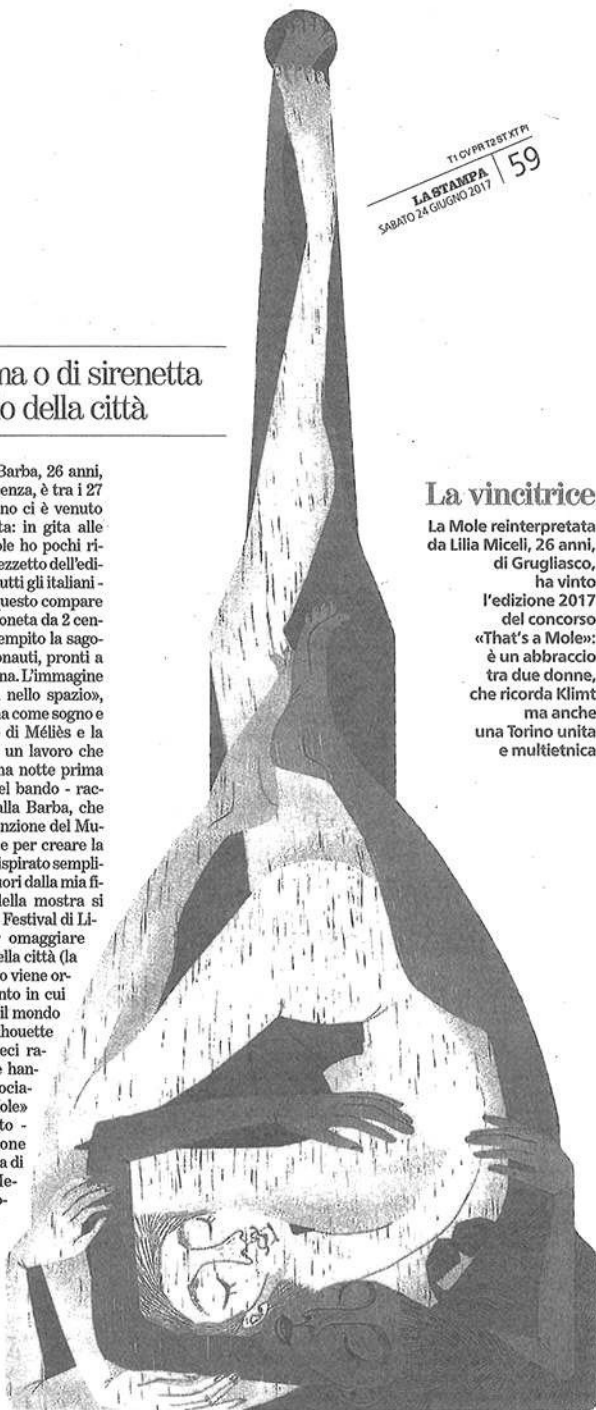 T1 CV PR T2 ST XT PI
LA STAMPA
SABATO 24 GIUGNO 2017
59
ma o di sirenetta
o della città
Barba, 26 anni,
enza, è tra i 27
no ci è venuto
ta: in gita alle
ole ho pochi ri-
ezzetto dell'edi-
utti gli italiani -
uesto compare
oneta da 2 cen-
empito la sago-
onauti, pronti a
na. L'immagine
nello spazio»,
na come sogno e
di Méliès e la
un lavoro che
na notte prima
el bando - rac-
alla Barba, che
nzione del Mu-
e per creare la
ispirato sempli-
uori dalla mia fi-
della mostra si
Festival di Li-
omaggiare
ella città (la
o viene or-
nto in cui
il mondo
lhouette
eci ra-
e han-
ocia-
ole»
to -
one
a di
Me-
o-
La vincitrice
La Mole reinterpretata
da Lilia Miceli, 26 anni,
di Grugliasco,
ha vinto
l'edizione 2017
del concorso
«That's a Mole»:
è un abbraccio
tra due donne,
che ricorda Klimt
ma anche
una Torino unita
e multietnica